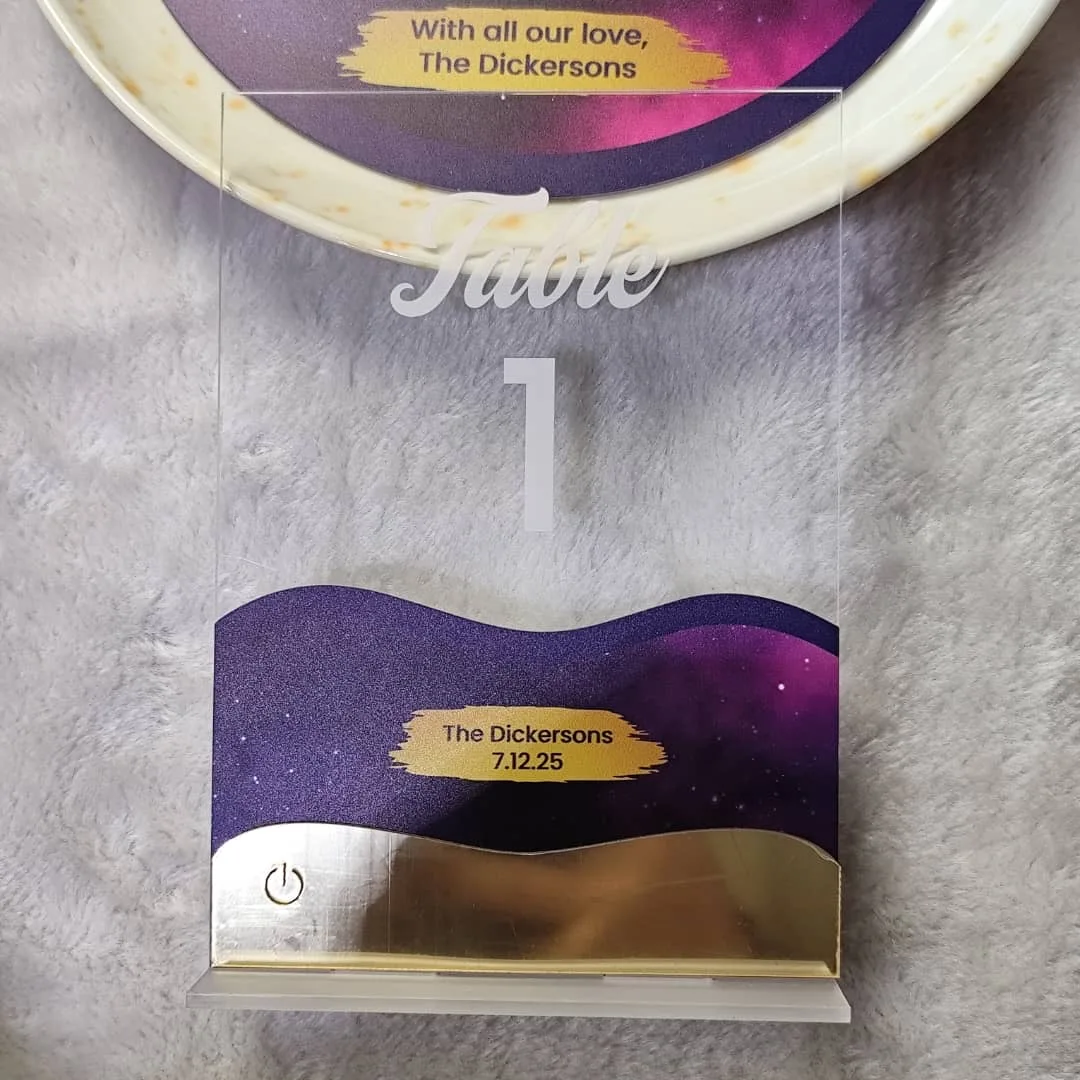 With all our love,
The Dickersons
Table
1
The Dickersons
7.12.25